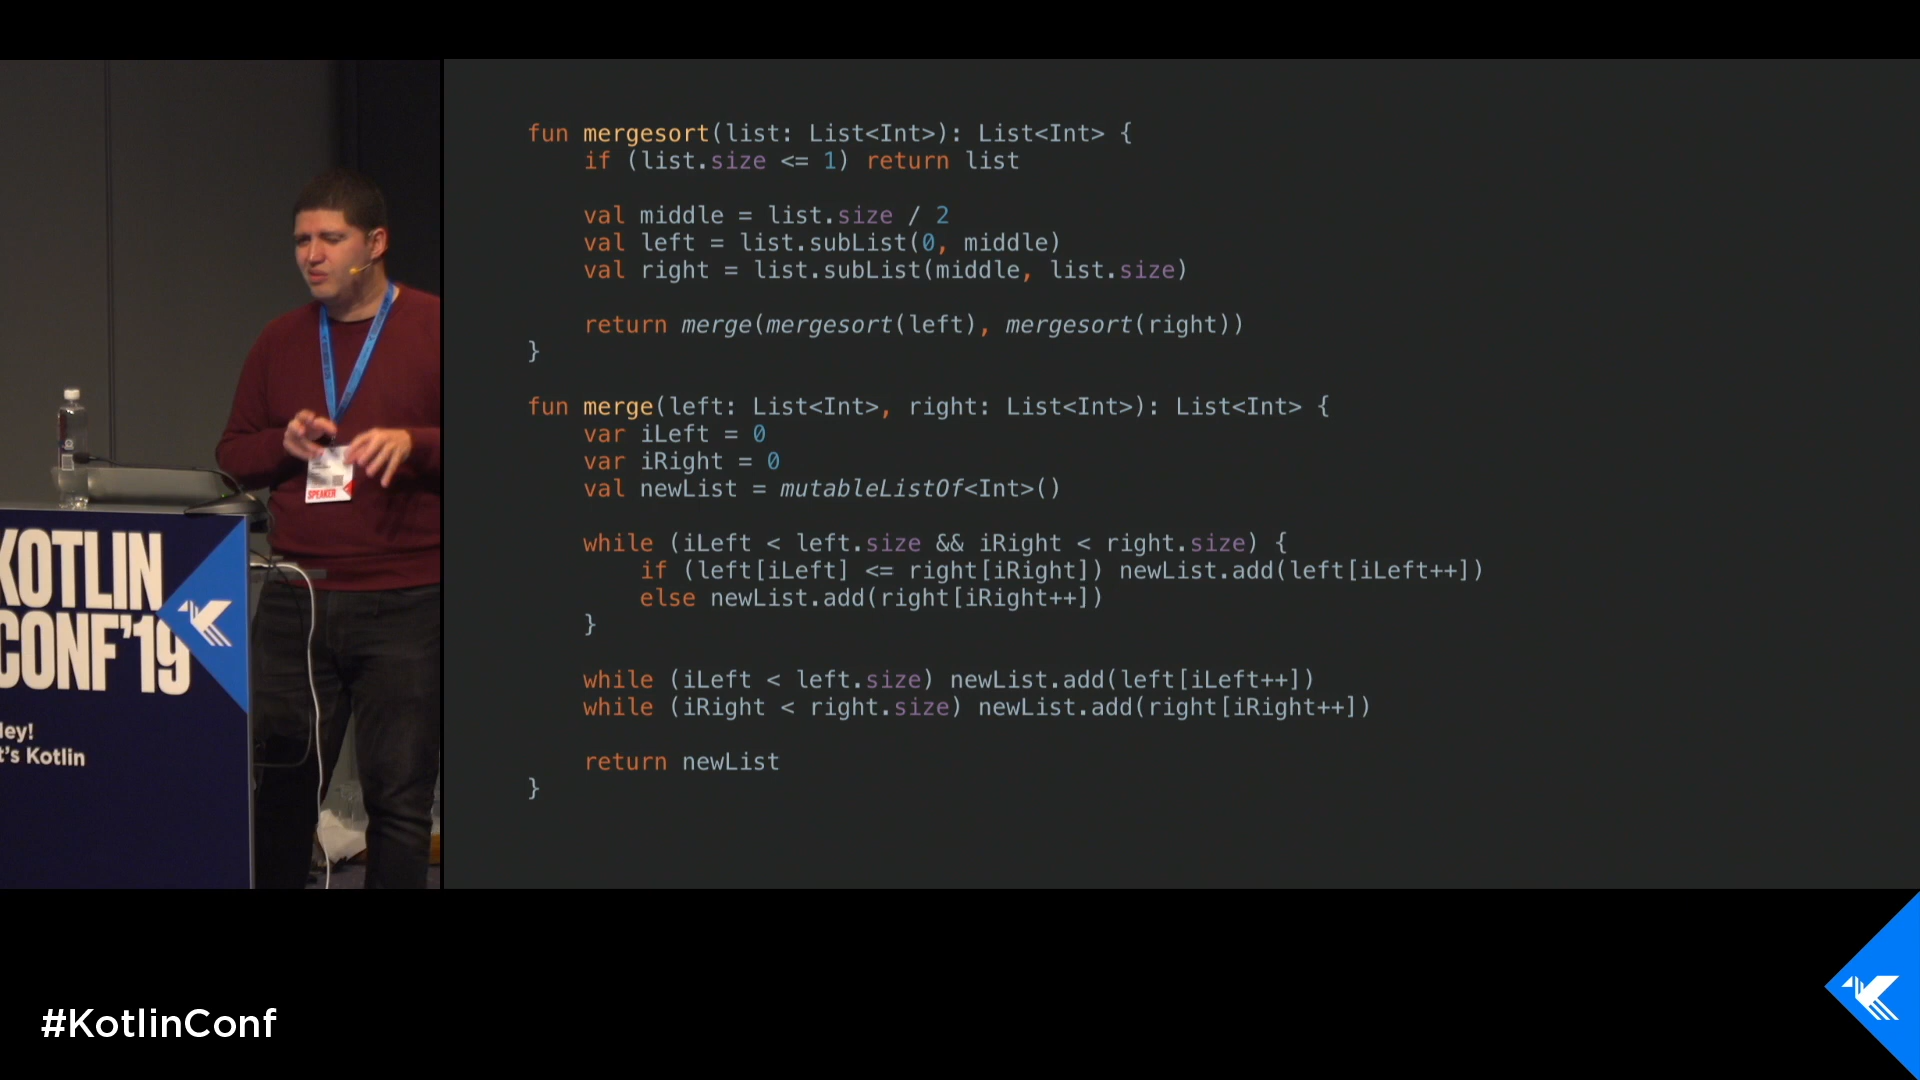 fun mergesort(list: List<Int>): List<Int> {
    if (list.size <= 1) return list

    val middle = list.size / 2
    val left = list.subList(0, middle)
    val right = list.subList(middle, list.size)

    return merge(mergesort(left), mergesort(right))
}

fun merge(left: List<Int>, right: List<Int>): List<Int> {
    var iLeft = 0
    var iRight = 0
    val newList = mutableListOf<Int>()

    while (iLeft < left.size && iRight < right.size) {
        if (left[iLeft] <= right[iRight]) newList.add(left[iLeft++])
        else newList.add(right[iRight++])
    }

    while (iLeft < left.size) newList.add(left[iLeft++])
    while (iRight < right.size) newList.add(right[iRight++])

    return newList
}
SPEAKER
KOTLIN
CONF'19
ey!
t's Kotlin
#KotlinConf